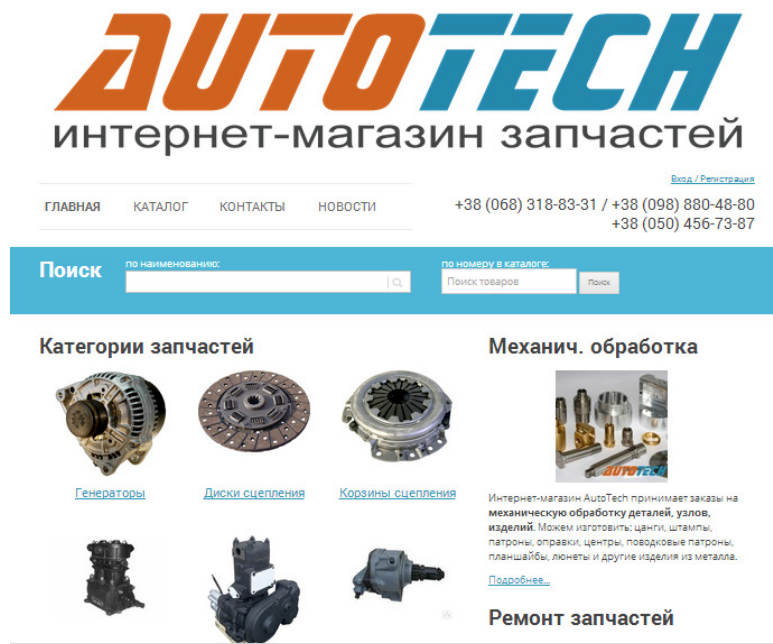 AUTOTECH
интернет-магазин запчастей
Вход / Регистрация
ГЛАВНАЯ КАТАЛОГ КОНТАКТЫ НОВОСТИ
+38 (068) 318-83-31 / +38 (098) 880-48-80
+38 (050) 456-73-87
Поиск
по наименованию:
по номеру в каталоге:
Поиск товаров
Поиск
Категории запчастей
Генераторы
Диски сцепления
Корзины сцепления
Механич. обработка
AUTOTECH
Интернет-магазин AutoTech принимает заказы на
механическую обработку деталей, узлов,
изделий. Можем изготовить: цанги, штампы,
патроны, оправки, центры, поводковые патроны,
планшайбы, люнеты и другие изделия из металла.
Подробнее...
Ремонт запчастей